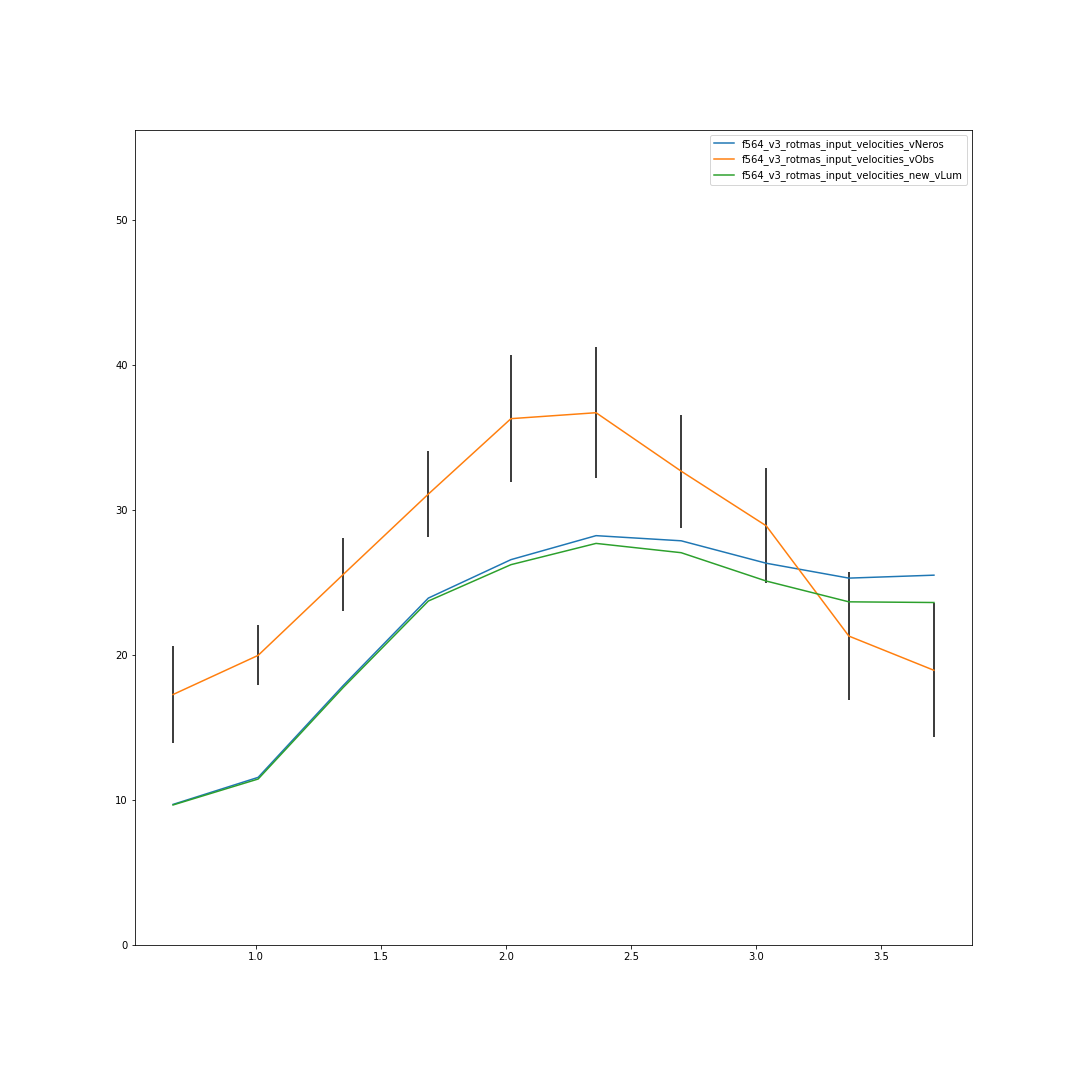 f564_v3_rotmas_input_velocities_vNeros
f564_v3_rotmas_input_velocities_vObs
f564_v3_rotmas_input_velocities_new_vLum
50
40
30
20
10
0
1.0 1.5 2.0 2.5 3.0 3.5